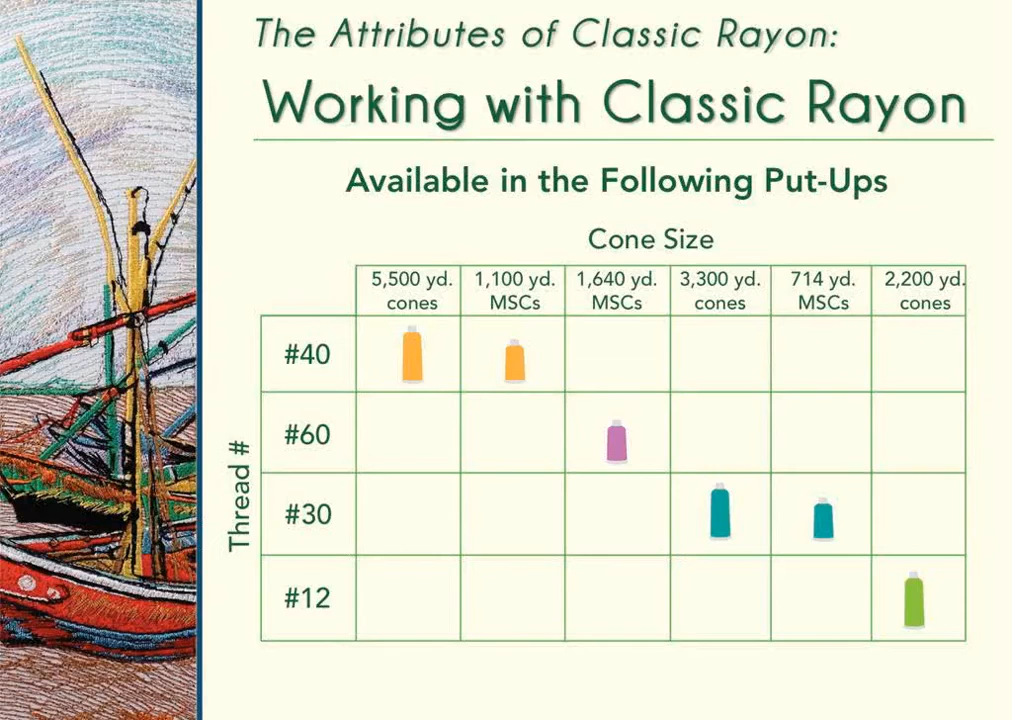 The Attributes of Classic Rayon:
Working with Classic Rayon
Available in the Following Put-Ups
Cone Size
5,500 yd. cones
1,100 yd. MSCs
1,640 yd. MSCs
3,300 yd. cones
714 yd. MSCs
2,200 yd. cones
Thread #
#40
#60
#30
#12